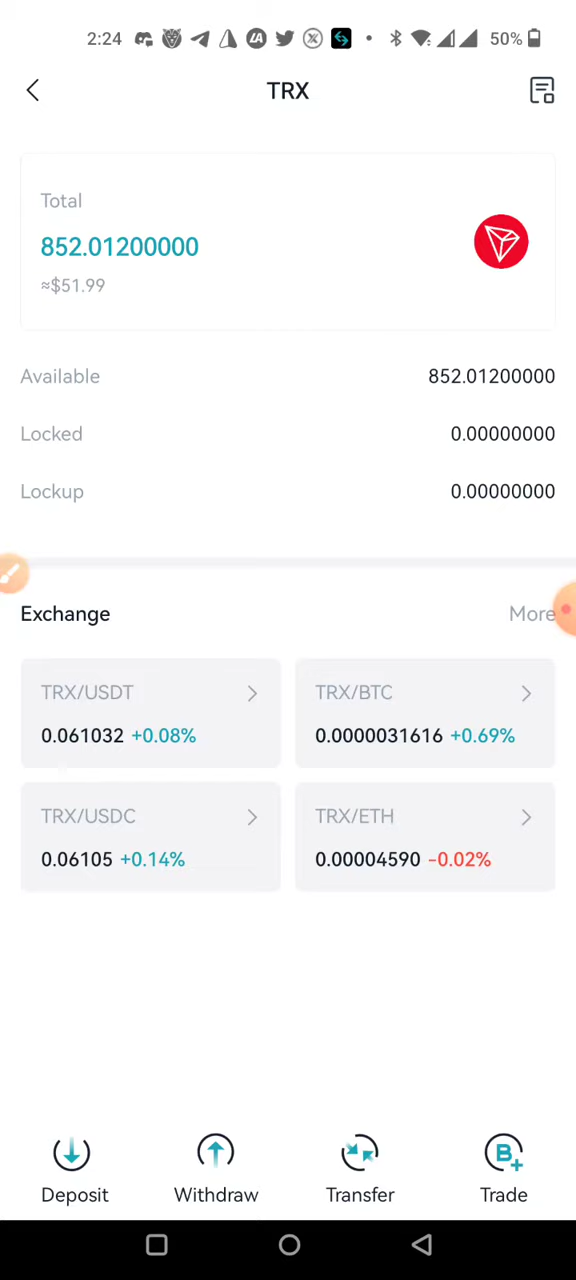 2:24 LA 50%
TRX
Total
852.01200000
≈$51.99
Available 852.01200000
Locked 0.00000000
Lockup 0.00000000
Exchange More
TRX/USDT TRX/BTC
0.061032 +0.08% 0.0000031616 +0.69%
TRX/USDC TRX/ETH
0.06105 +0.14% 0.00004590 -0.02%
Deposit Withdraw Transfer Trade